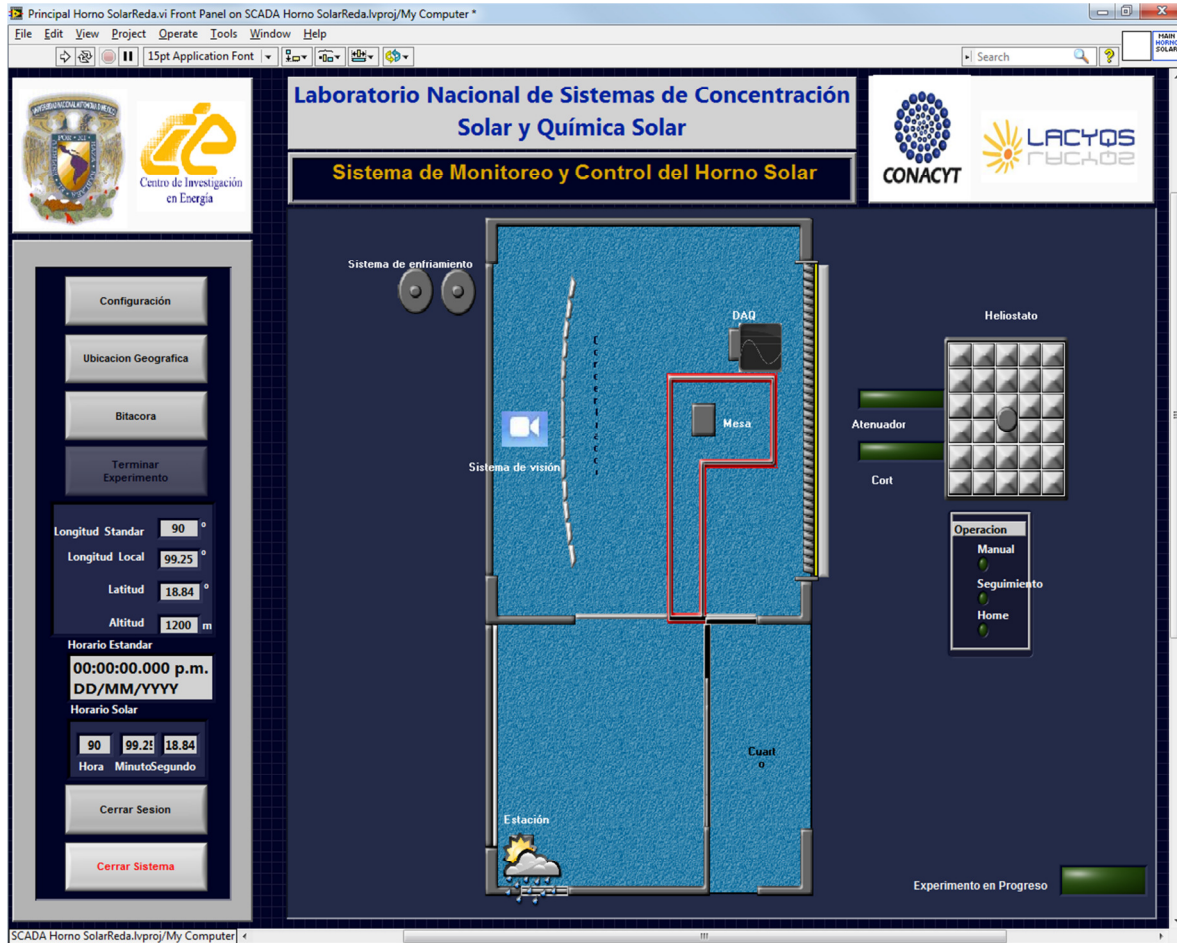 Principal Horno SolarReda.vi Front Panel on SCADA Horno SolarReda.lvproj/My Computer *
File Edit View Project Operate Tools Window Help
15pt Application Font
Search
MAIN
HORNO
SOLAR
Centro de Investigación
en Energía
Laboratorio Nacional de Sistemas de Concentración
Solar y Química Solar
Sistema de Monitoreo y Control del Horno Solar
CONACYT
LACYQS
Configuración
Ubicacion Geografica
Bitacora
Terminar
Experimento
Longitud Standar 90 °
Longitud Local 99.25 °
Latitud 18.84 °
Altitud 1200 m
Horario Estandar
00:00:00.000 p.m.
DD/MM/YYYY
Horario Solar
90 99.25 18.84
Hora Minuto Segundo
Cerrar Sesion
Cerrar Sistema
Sistema de enfriamiento
DAQ
Mesa
Sistema de visión
Heliostato
Atenuador
Cort
Operacion
Manual
Seguimiento
Home
Cuart
o
Estación
Experimento en Progreso
SCADA Horno SolarReda.lvproj/My Computer